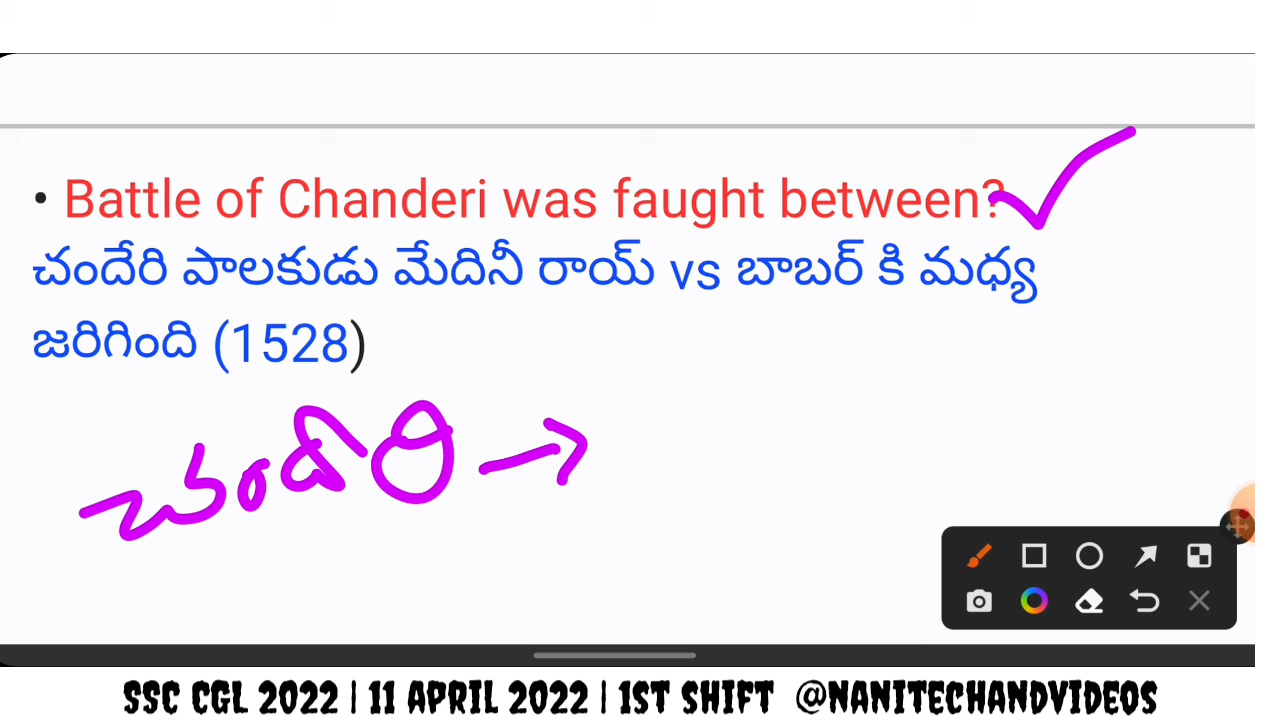 • Battle of Chanderi was faught between?
చందేరి పాలకుడు మేదినీ రాయ్ vs బాబర్ కి మధ్య
జరిగింది (1528)
చందేరి →
SSC CGL 2022 | 11 APRIL 2022 | 1ST SHIFT @NANITECHANDVIDEOS